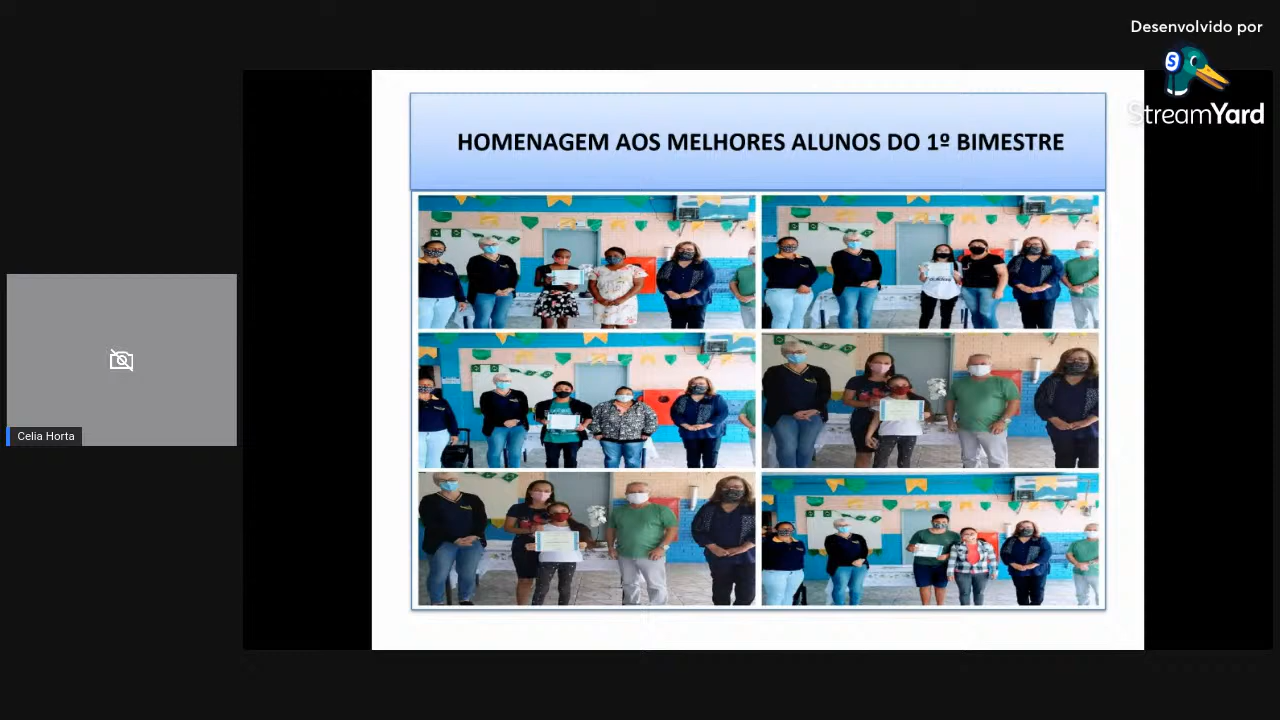 Desenvolvido por
StreamYard
HOMENAGEM AOS MELHORES ALUNOS DO 1º BIMESTRE
Celia Horta